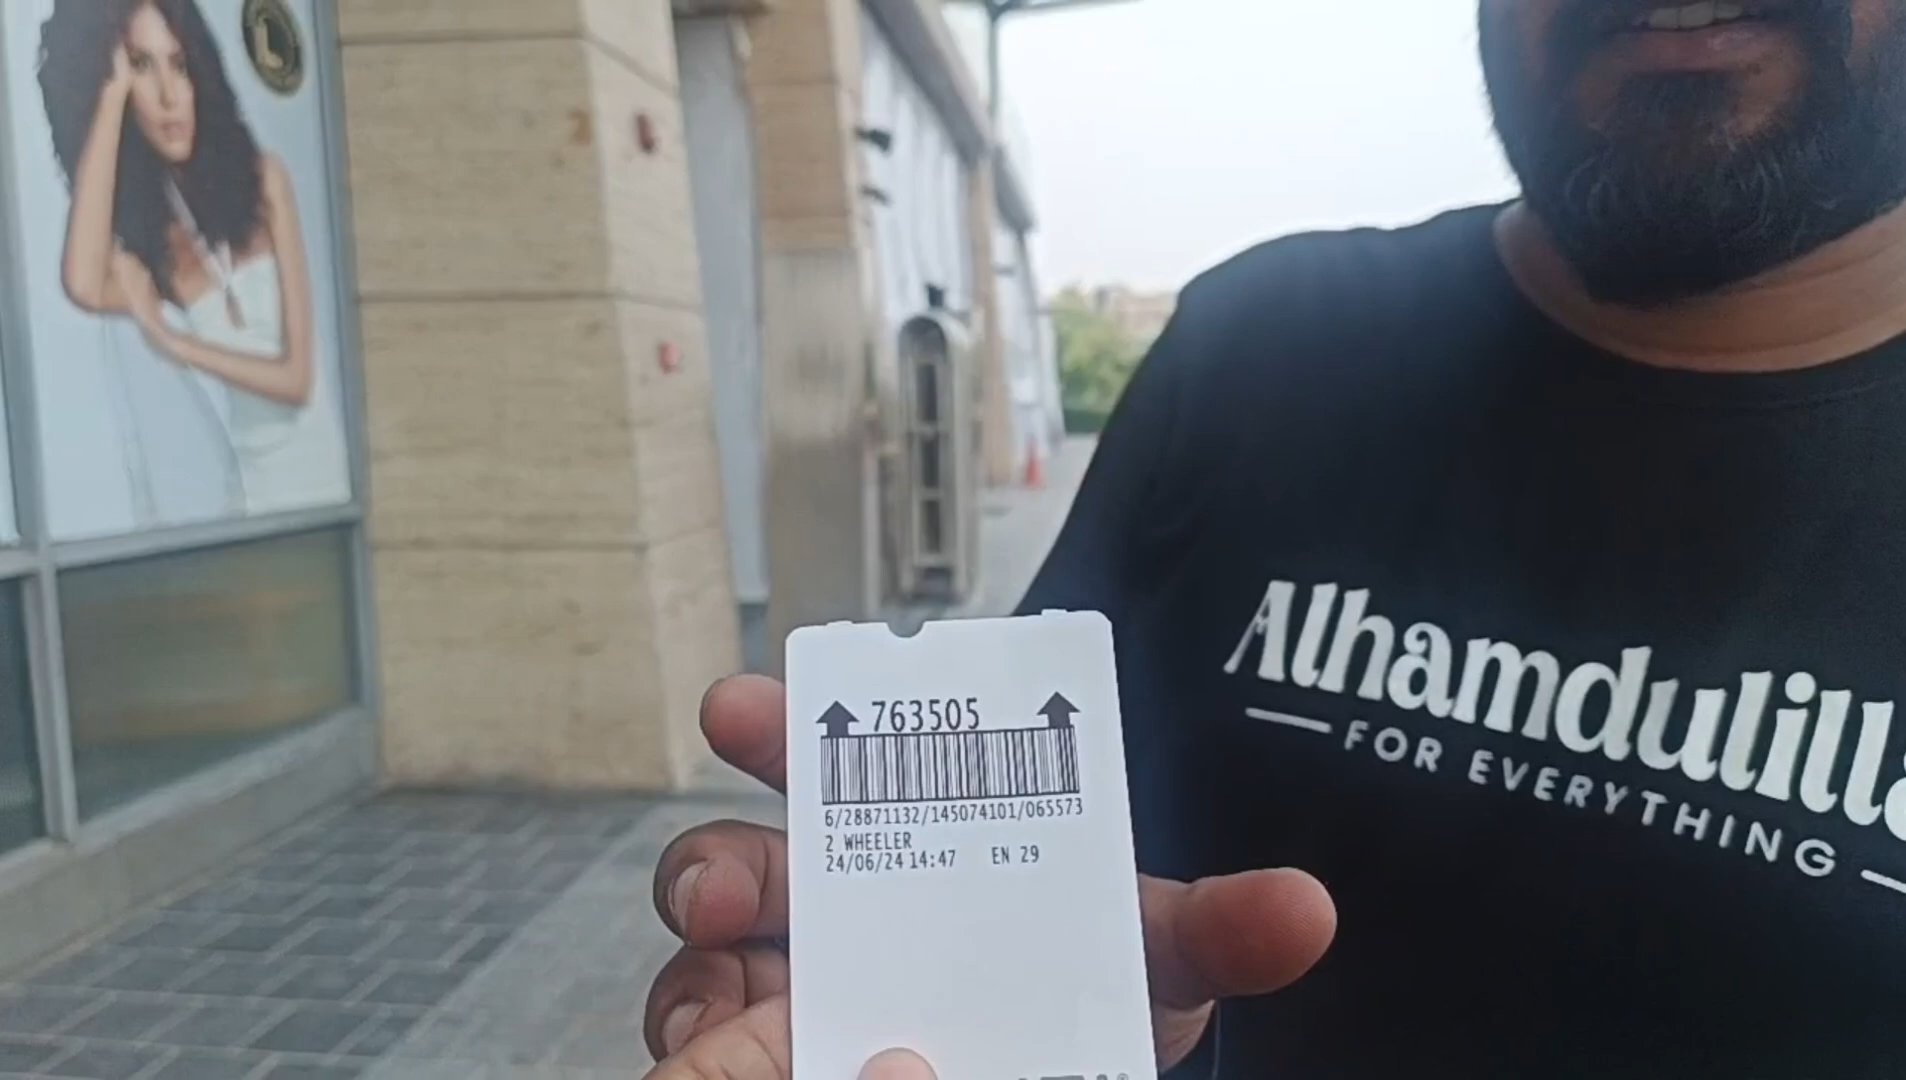 763505
6/28871132/145074101/065573
2 WHEELER
24/06/24 14:47 EN 29
Alhamdulilla
FOR EVERYTHING
L